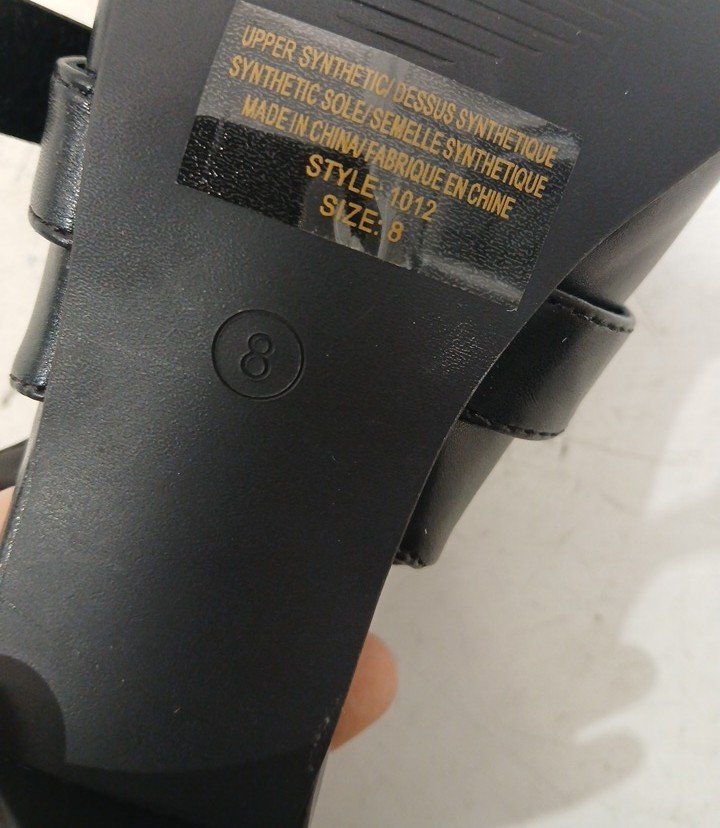 UPPER SYNTHETIC/DESSUS SYNTHETIQUE
SYNTHETIC SOLE/SEMELLE SYNTHETIQUE
MADE IN CHINA/FABRIQUE EN CHINE
STYLE: 1012
SIZE: 8
8